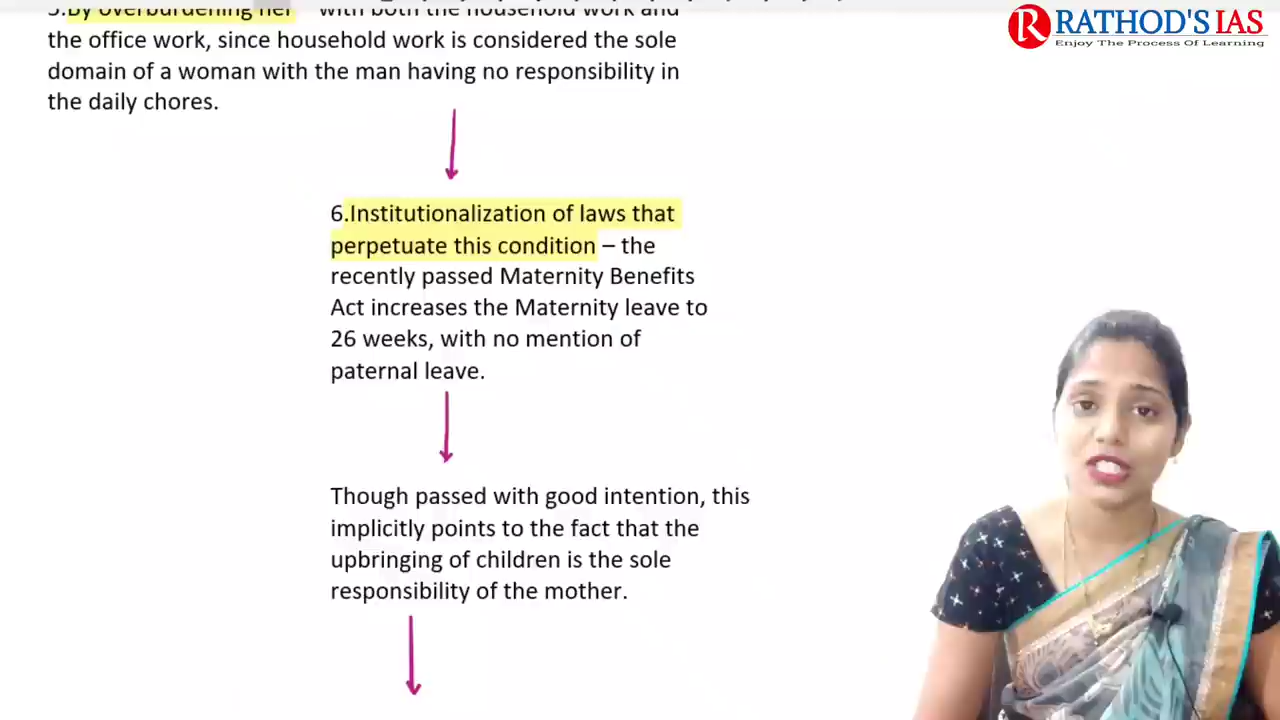 RATHOD'S IAS
Enjoy The Process Of Learning
5.By overburdening her – with both the household work and
the office work, since household work is considered the sole
domain of a woman with the man having no responsibility in
the daily chores.
6.Institutionalization of laws that
perpetuate this condition – the
recently passed Maternity Benefits
Act increases the Maternity leave to
26 weeks, with no mention of
paternal leave.
Though passed with good intention, this
implicitly points to the fact that the
upbringing of children is the sole
responsibility of the mother.